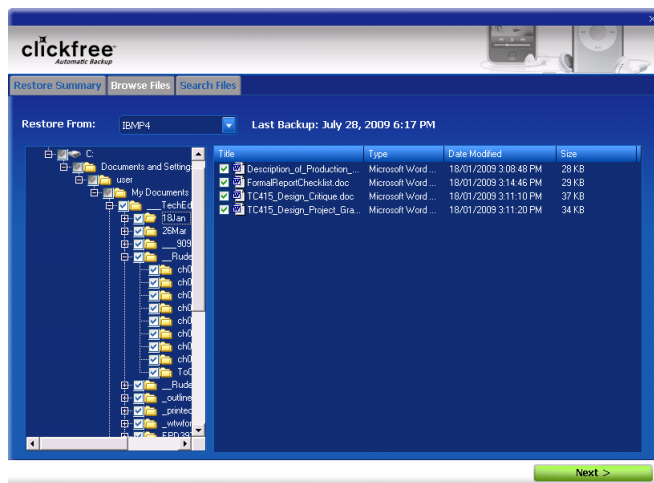 clickfree
Automatic Backup
Restore Summary Browse Files Search Files
Restore From: IBMP4 Last Backup: July 28, 2009 6:17 PM
C:
Documents and Setting
user
My Documents
___TechEd
18Jan
26Mar
___909
__Rude
ch0
ch0
ch0
ch0
ch0
ch0
ch0
ch0
ToC
__Rude
_outline
_printed
_wtwfor
EPD397
Title Type Date Modified Size
Description_of_Production_... Microsoft Word ... 18/01/2009 3:08:48 PM 28 KB
FormalReportChecklist.doc Microsoft Word ... 18/01/2009 3:14:46 PM 29 KB
TC415_Design_Critique.doc Microsoft Word ... 18/01/2009 3:11:10 PM 37 KB
TC415_Design_Project_Gra... Microsoft Word ... 18/01/2009 3:11:20 PM 34 KB
Next >